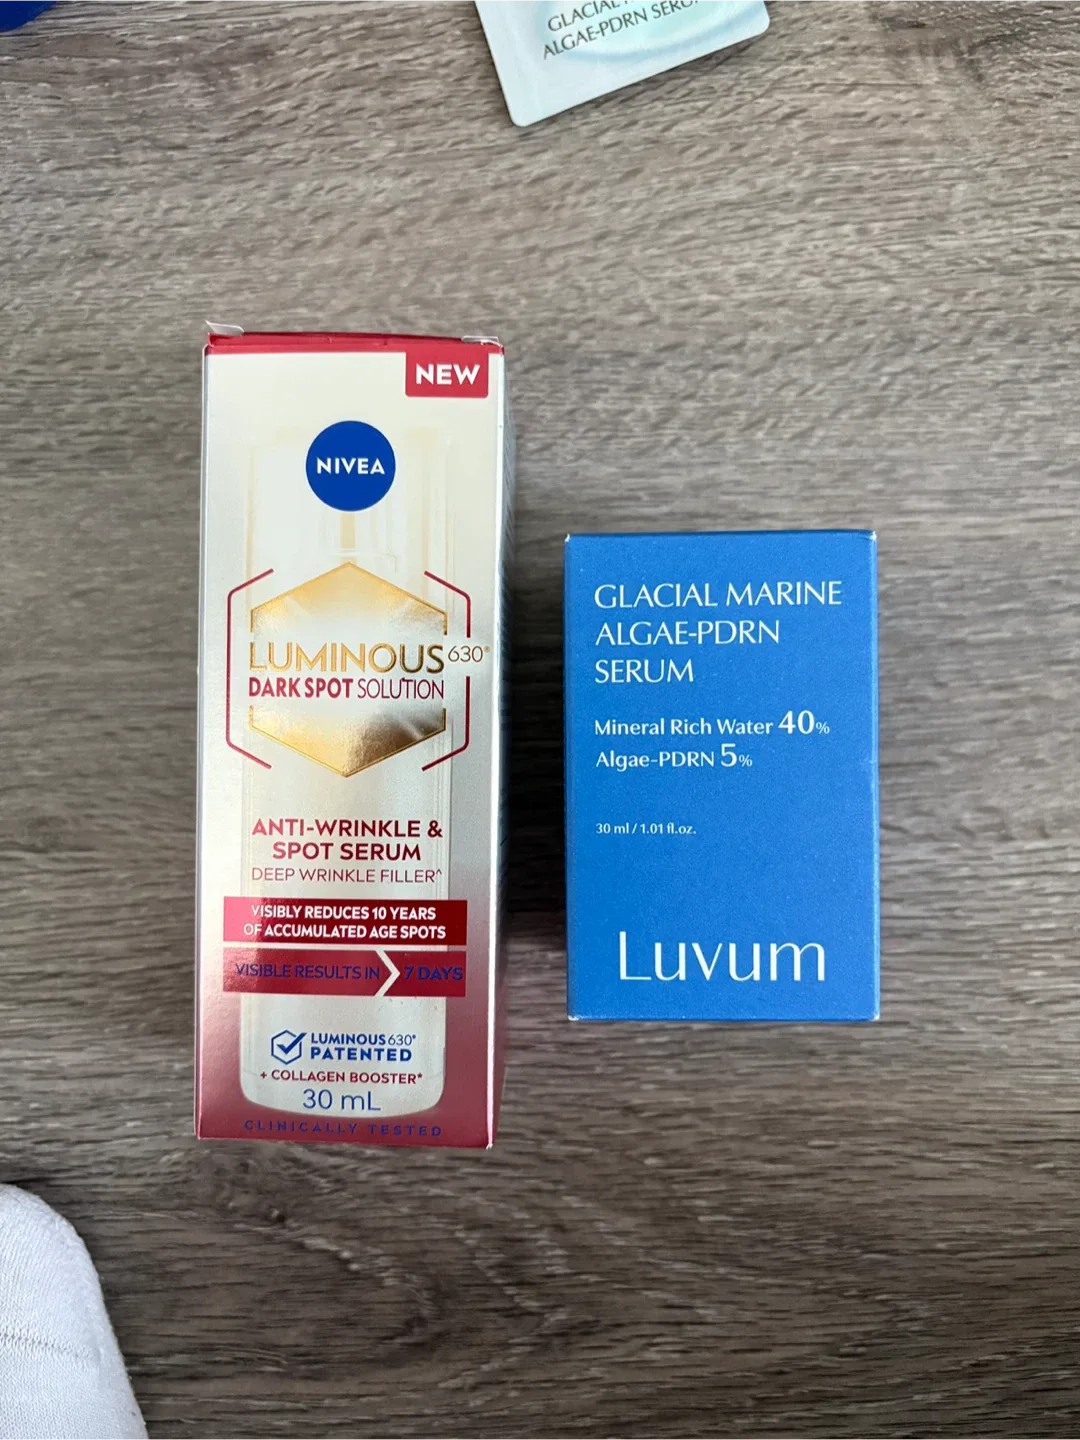 GLACIAL
ALGAE-PDRN SERUM
NEW
NIVEA
LUMINOUS630®
DARK SPOT SOLUTION
ANTI-WRINKLE &
SPOT SERUM
DEEP WRINKLE FILLER^
VISIBLY REDUCES 10 YEARS
OF ACCUMULATED AGE SPOTS
VISIBLE RESULTS IN 7 DAYS
LUMINOUS630®
PATENTED
+ COLLAGEN BOOSTER*
30 mL
CLINICALLY TESTED
GLACIAL MARINE
ALGAE-PDRN
SERUM
Mineral Rich Water 40%
Algae-PDRN 5%
30 ml / 1.01 fl.oz.
Luvum